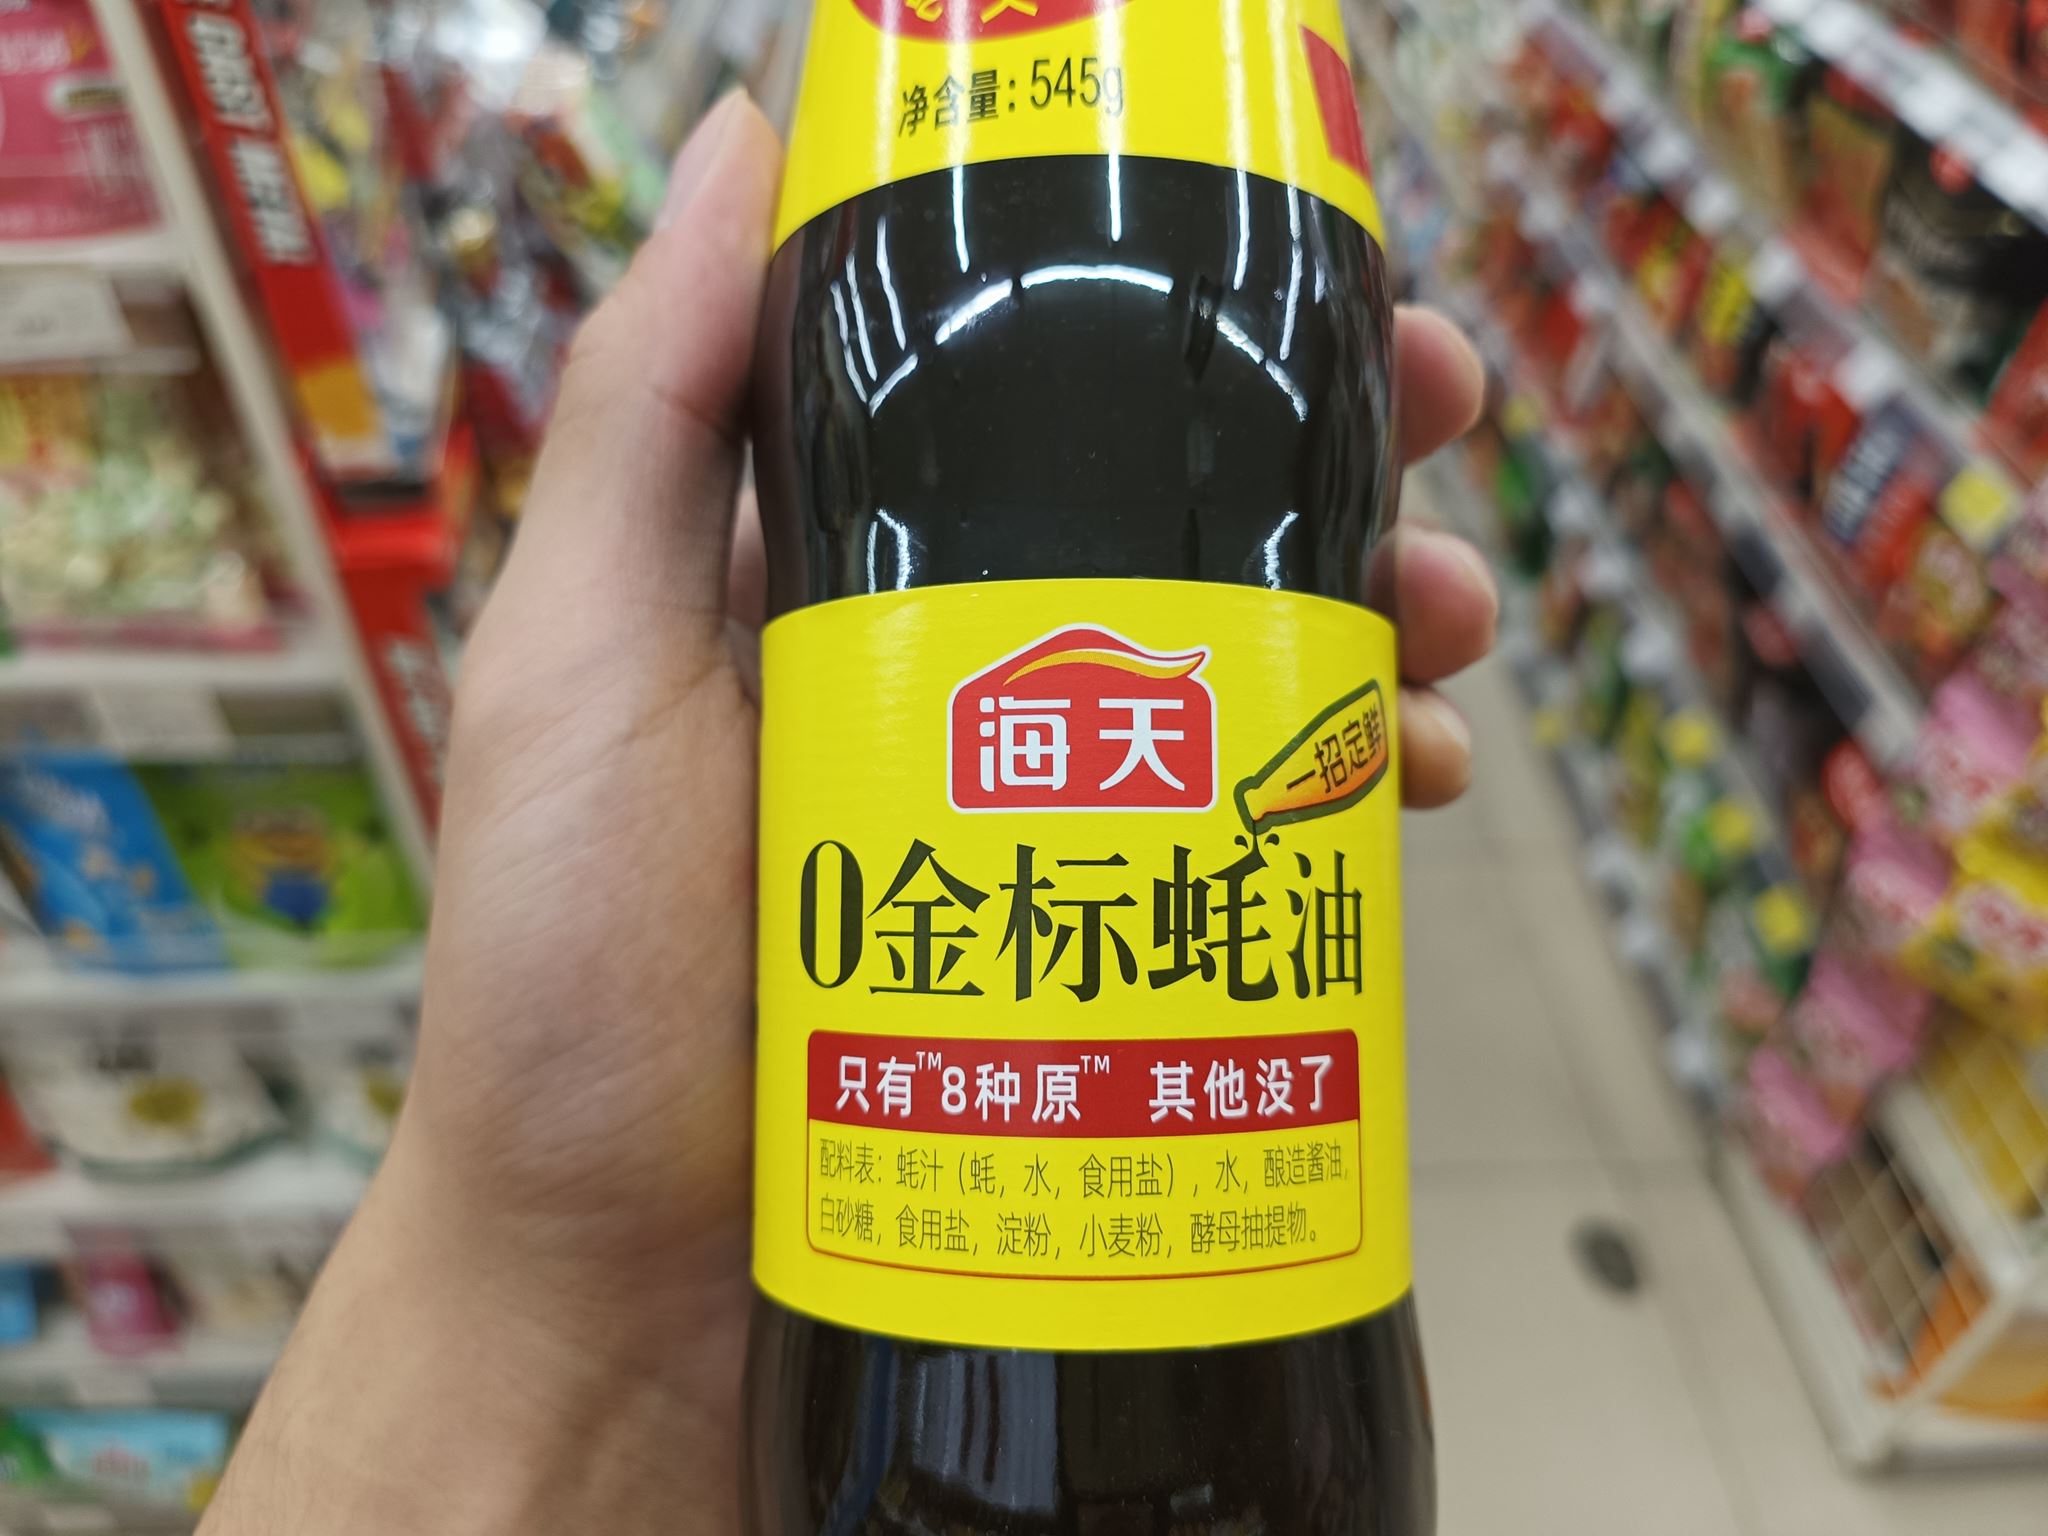 净含量：545g
海天
一招定鲜
0金标蚝油
只有™8种原™ 其他没了
配料表：蚝汁（蚝，水，食用盐），水，酿造酱油，
白砂糖，食用盐，淀粉，小麦粉，酵母抽提物。